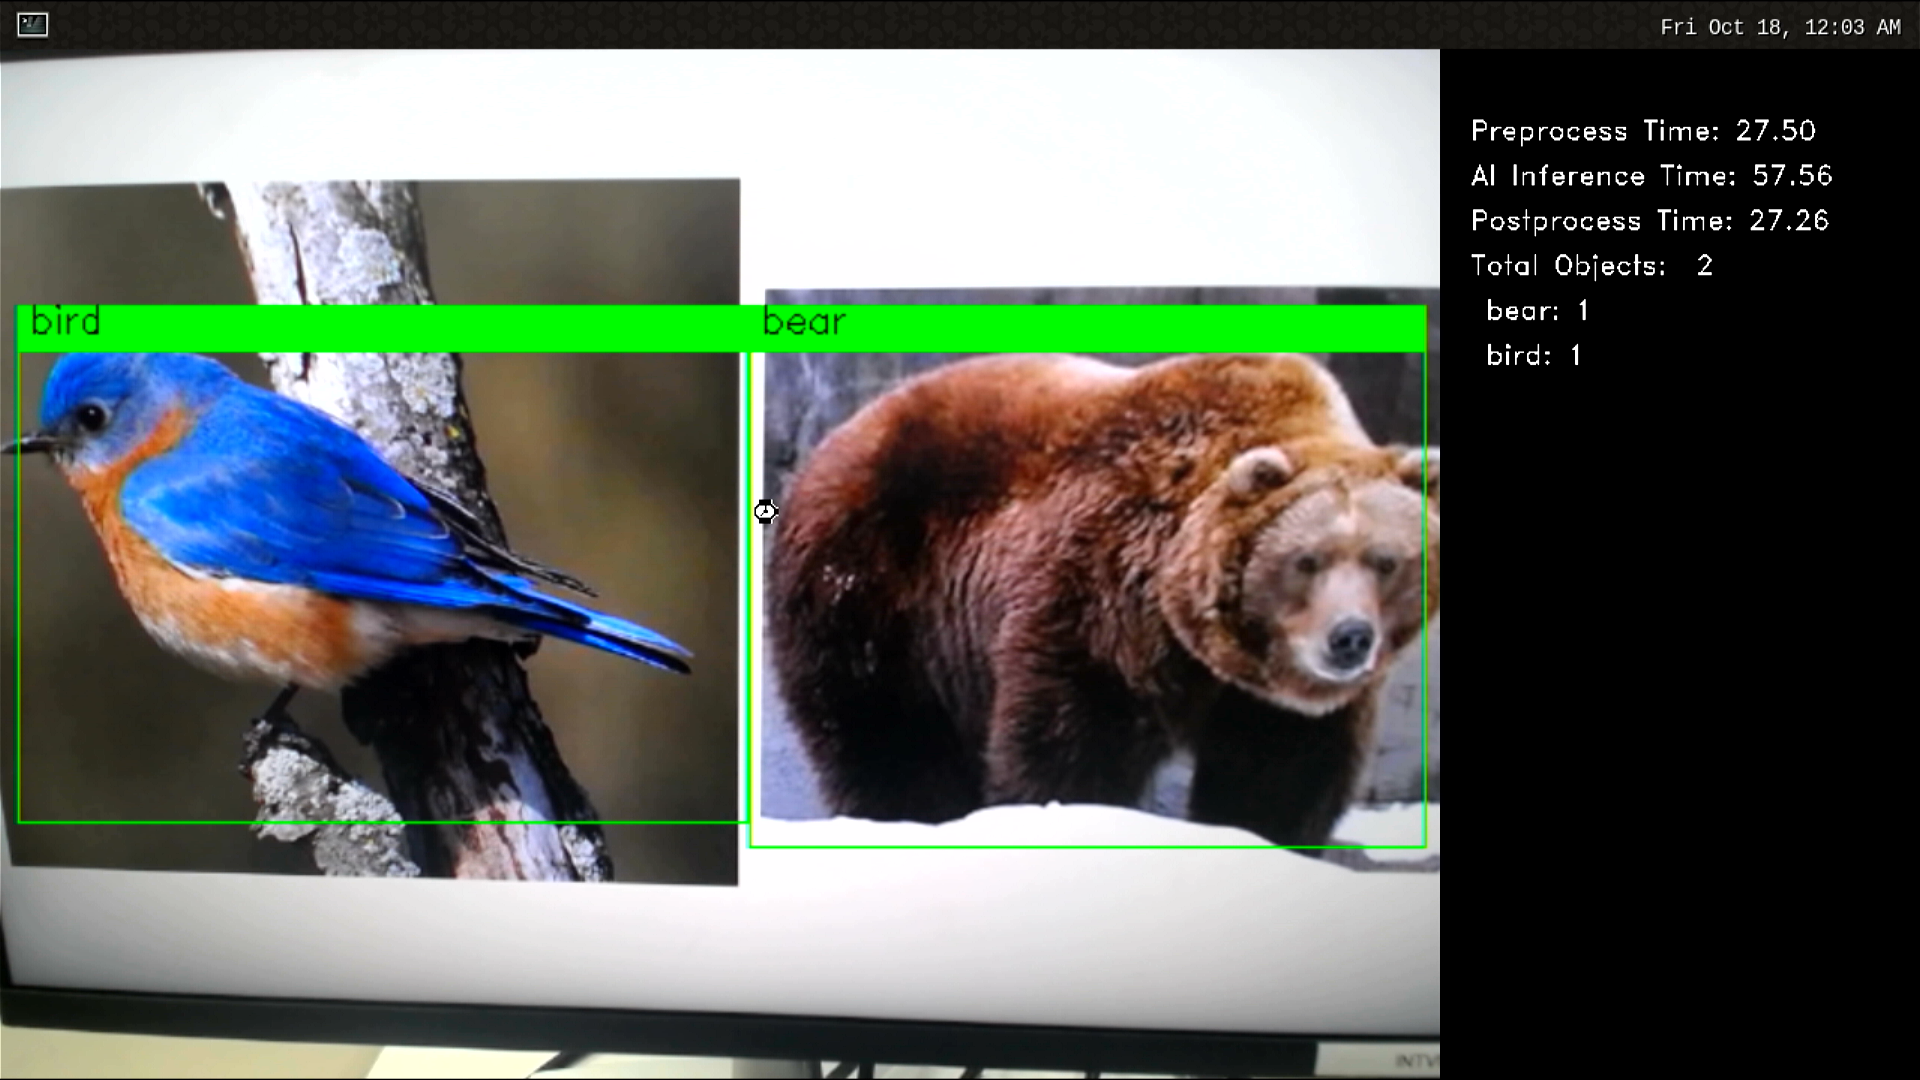 Fri Oct 18, 12:03 AM
bird
bear
Preprocess Time: 27.50
AI Inference Time: 57.56
Postprocess Time: 27.26
Total Objects: 2
bear: 1
bird: 1